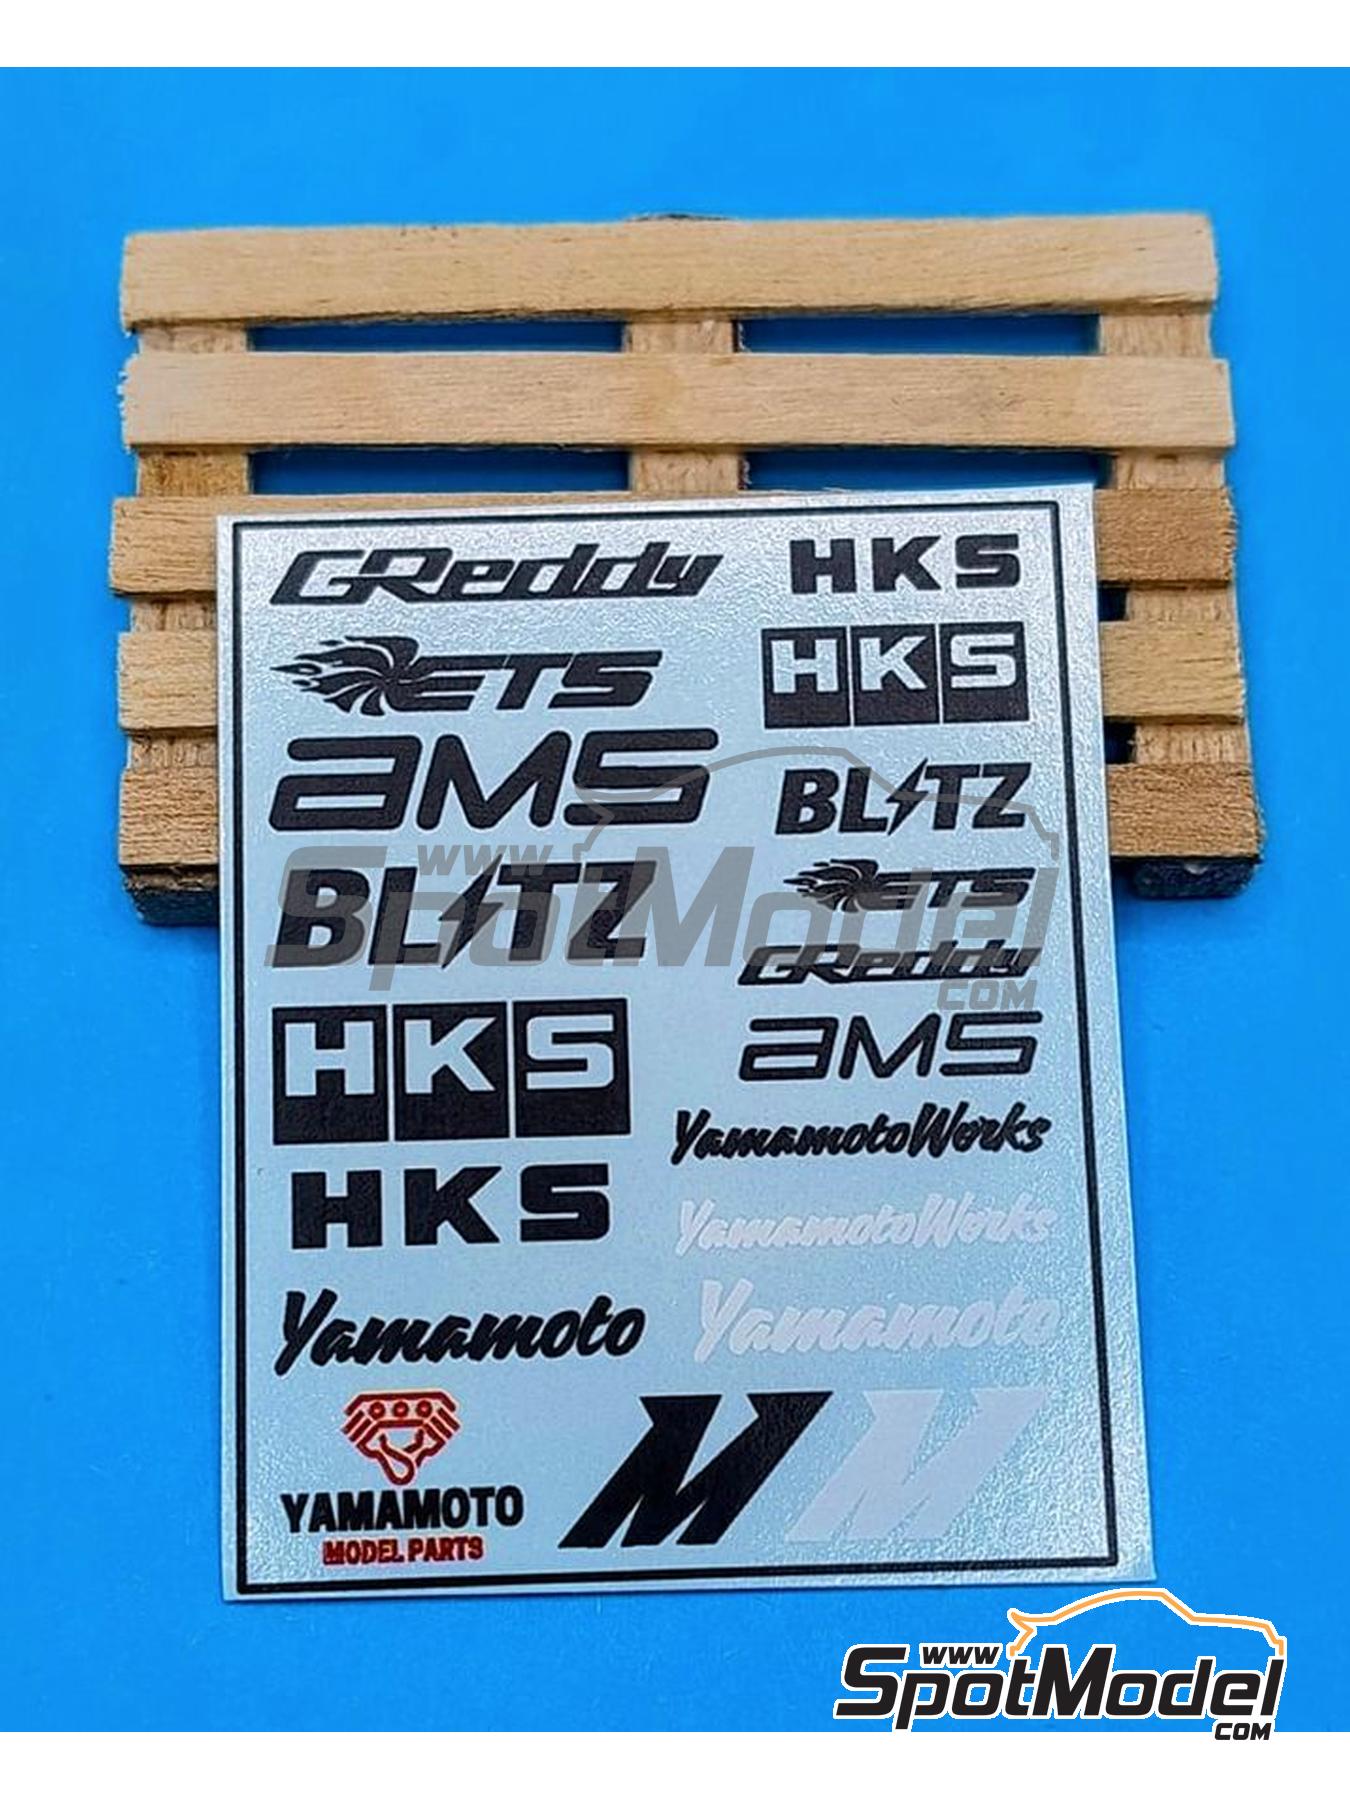 GReddy
HKS
ETS
HKS
AMS
BLITZ
BLITZ
ETS
GReddy
HKS
AMS
YamamotoWorks
HKS
YamamotoWorks
Yamamoto
Yamamoto
YAMAMOTO
MODEL PARTS
M
M
www
SpotModel
.COM
www
SpotModel
.COM